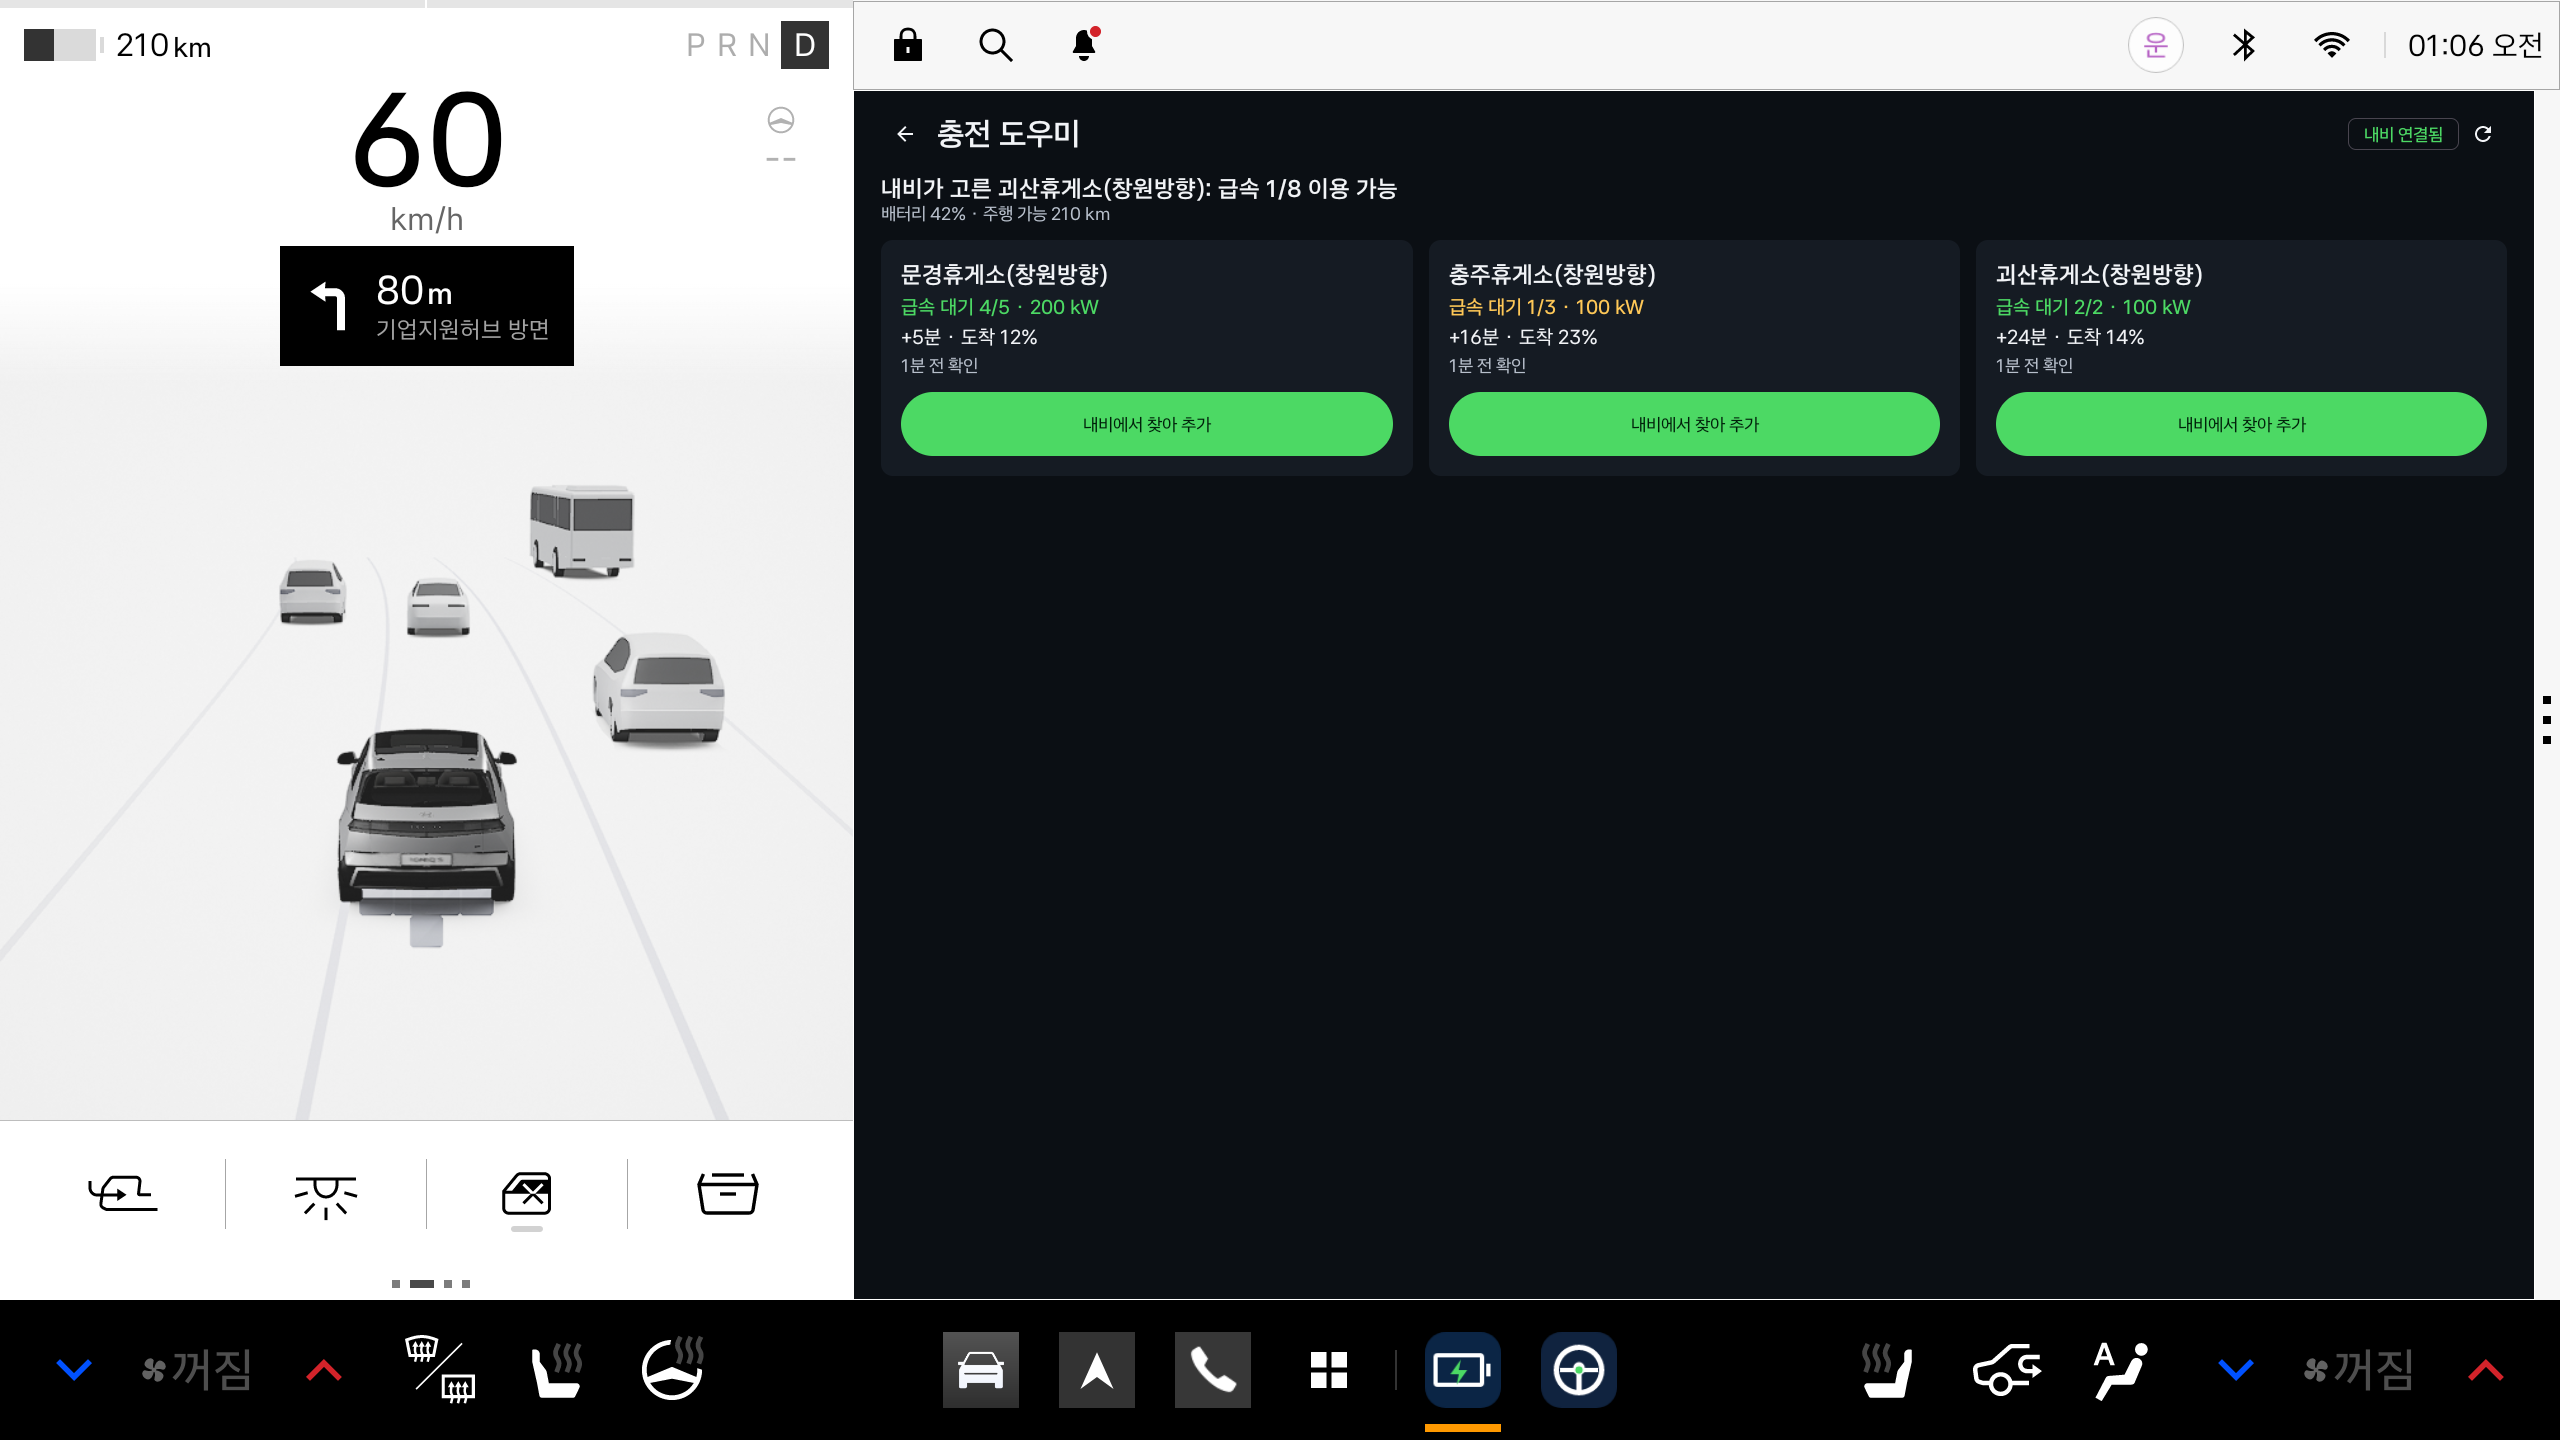 210 km
P R N D
60
km/h
80 m
기업지원허브 방면
운
01:06 오전
충전 도우미
내비 연결됨
내비가 고른 괴산휴게소(창원방향): 급속 1/8 이용 가능
배터리 42% · 주행 가능 210 km
문경휴게소(창원방향)
급속 대기 4/5 · 200 kW
+5분 · 도착 12%
1분 전 확인
내비에서 찾아 추가
충주휴게소(창원방향)
급속 대기 1/3 · 100 kW
+16분 · 도착 23%
1분 전 확인
내비에서 찾아 추가
괴산휴게소(창원방향)
급속 대기 2/2 · 100 kW
+24분 · 도착 14%
1분 전 확인
내비에서 찾아 추가
꺼짐
A
꺼짐